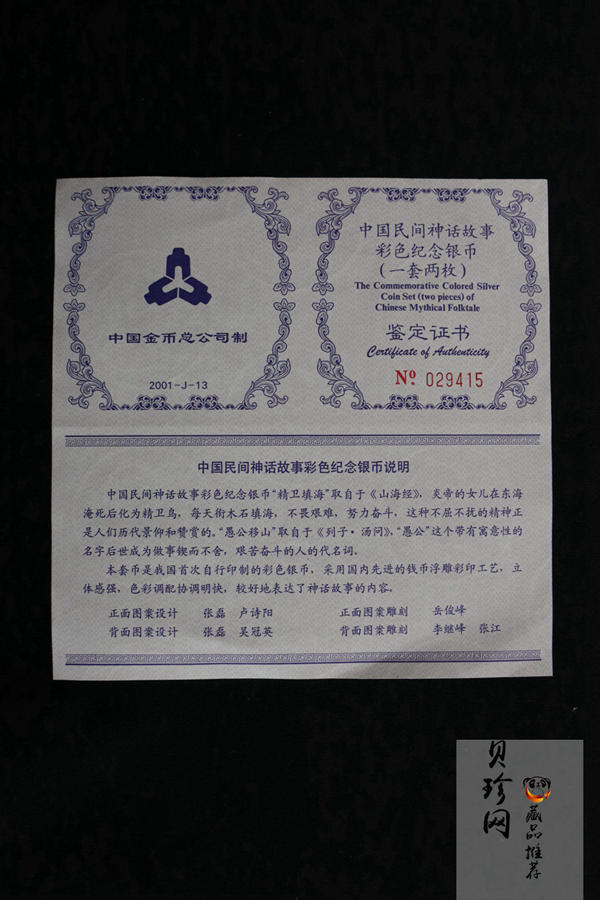 中国金币总公司制
2001-J-13
中国民间神话故事
彩色纪念银币
(一套两枚)
The Commemorative Colored Silver
Coin Set (two pieces) of
Chinese Mythical Folktale
鉴定证书
Certificate of Authenticity
Nº 029415
中国民间神话故事彩色纪念银币说明
中国民间神话故事彩色纪念银币“精卫填海”取自于《山海经》,炎帝的女儿在东海
淹死后化为精卫鸟,每天衔木石填海,不畏艰难,努力奋斗,这种不屈不扰的精神正
是人们历代景仰和赞赏的。“愚公移山”取自于《列子·汤问》,“愚公”这个带有寓意性的
名字后世成为做事锲而不舍,艰苦奋斗的人的代名词。
本套币是我国首次自行印制的彩色银币,采用国内先进的钱币浮雕彩印工艺,立
体感强,色彩调配协调明快,较好地表达了神话故事的内容。
正面图案设计 张磊 卢诗阳 正面图案雕刻 岳俊峰
背面图案设计 张磊 吴冠英 背面图案雕刻 李继峰 张江
贝珍网
藏品推荐